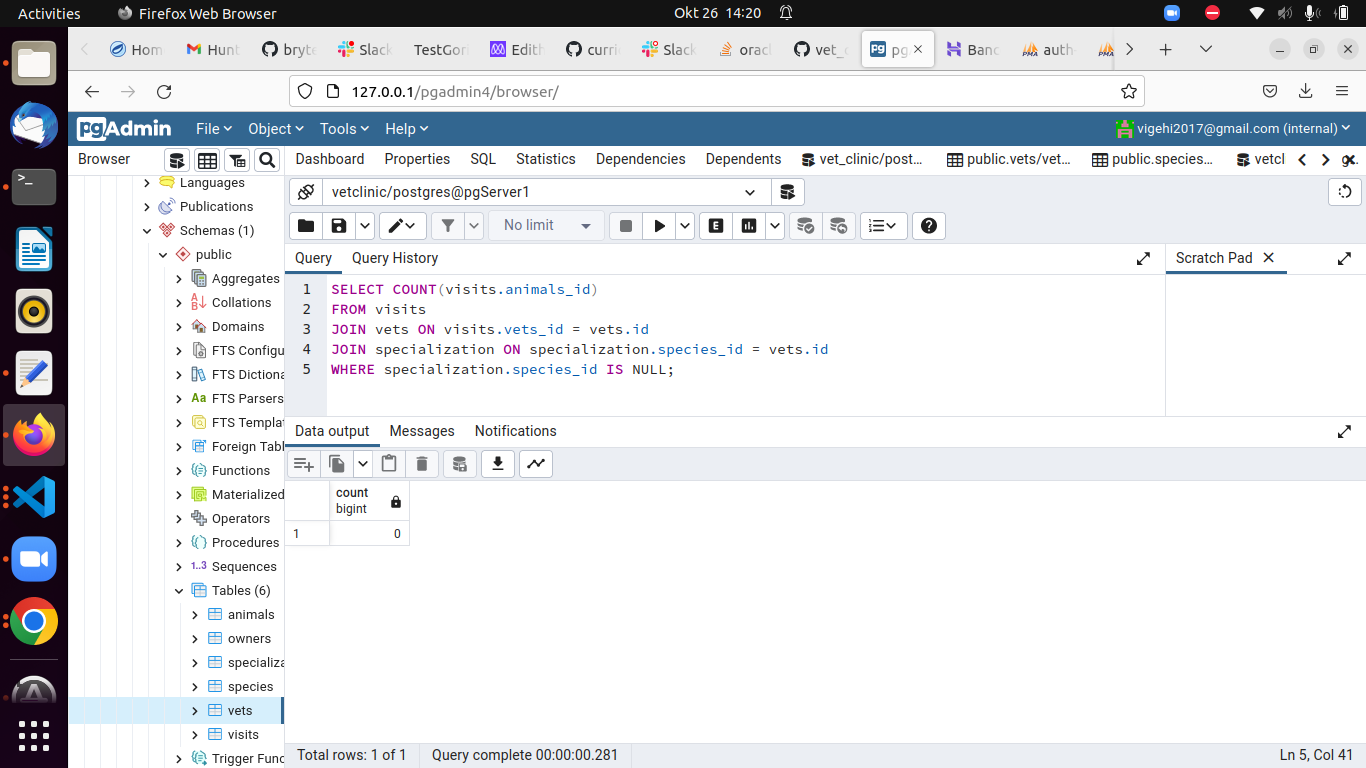 Activities
Firefox Web Browser
Okt 26 14:20
Hom
Hunt
bryte
Slack
TestGori
Edith
curri
Slack
oracl
vet_c
pg
Banc
auth
127.0.0.1/pgadmin4/browser/
pgAdmin
File
Object
Tools
Help
vigehi2017@gmail.com (internal)
Browser
Dashboard
Properties
SQL
Statistics
Dependencies
Dependents
vet_clinic/post...
public.vets/vet...
public.species...
vetcl
Languages
Publications
Schemas (1)
public
Aggregates
Collations
Domains
FTS Configu
FTS Dictiona
Aa FTS Parsers
FTS Templat
Foreign Tabl
Functions
Materialized
Operators
Procedures
1..3 Sequences
Tables (6)
animals
owners
specializa
species
vets
visits
Trigger Func
vetclinic/postgres@pgServer1
No limit
E
Query
Query History
Scratch Pad
1 SELECT COUNT(visits.animals_id)
2 FROM visits
3 JOIN vets ON visits.vets_id = vets.id
4 JOIN specialization ON specialization.species_id = vets.id
5 WHERE specialization.species_id IS NULL;
Data output
Messages
Notifications
count
bigint
1 0
Total rows: 1 of 1
Query complete 00:00:00.281
Ln 5, Col 41